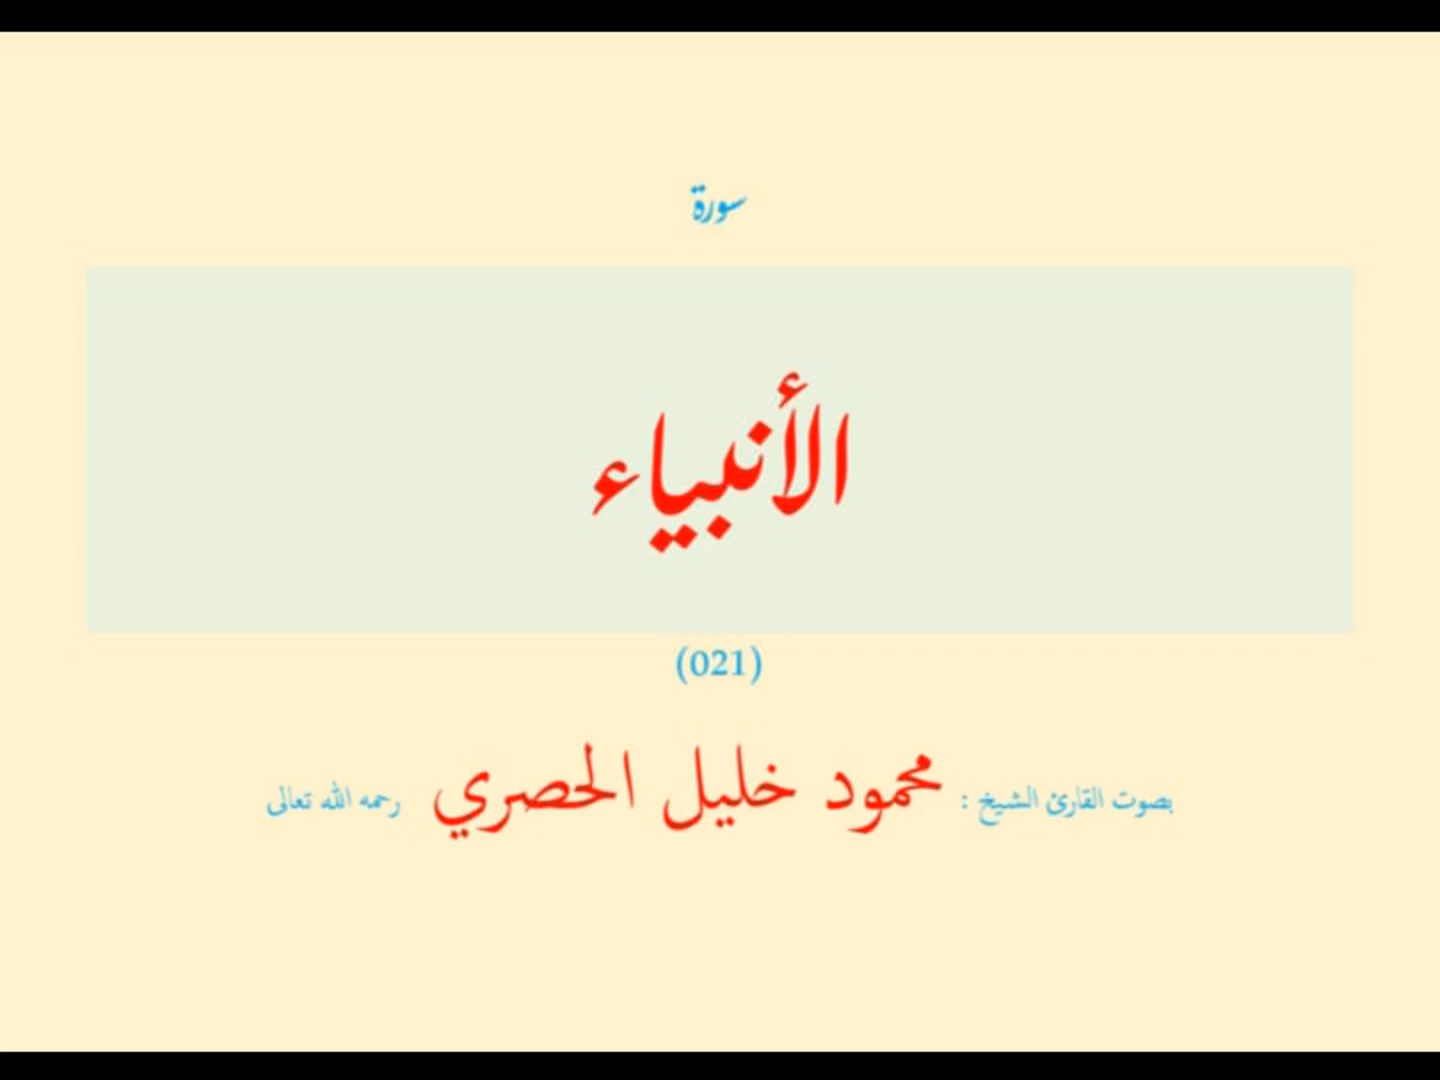 سورة
الأنبياء
(021)
بصوت القارئ الشيخ : محمود خليل الحصري رحمه الله تعالى